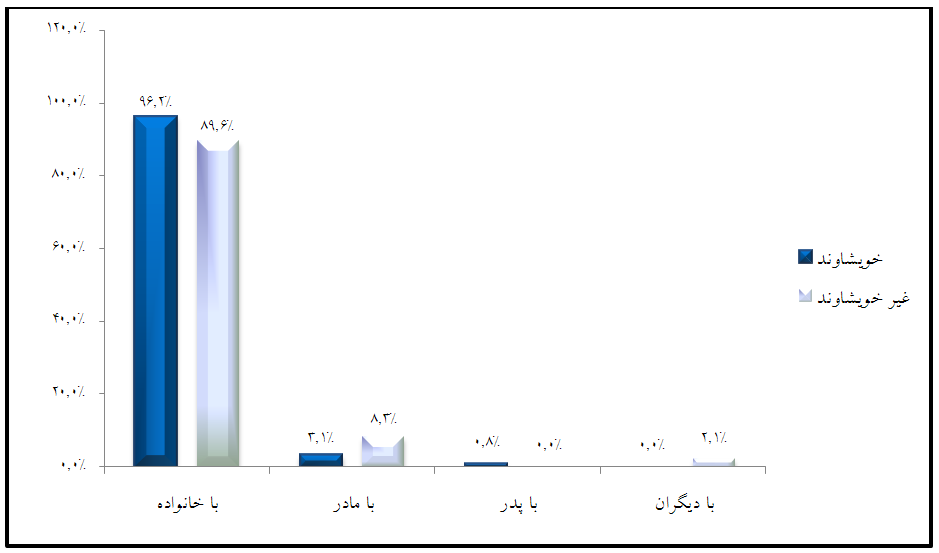 ۱۲۰,۰٪
۱۰۰,۰٪
۸۰,۰٪
۶۰,۰٪
۴۰,۰٪
۲۰,۰٪
۰,۰٪
۹۶,۲٪
۸۹,۶٪
۳,۱٪
۸,۳٪
۰,۸٪
۰,۰٪
۰,۰٪
۲,۱٪
با خانواده
با مادر
با پدر
با دیگران
خویشاوند
غیر خویشاوند